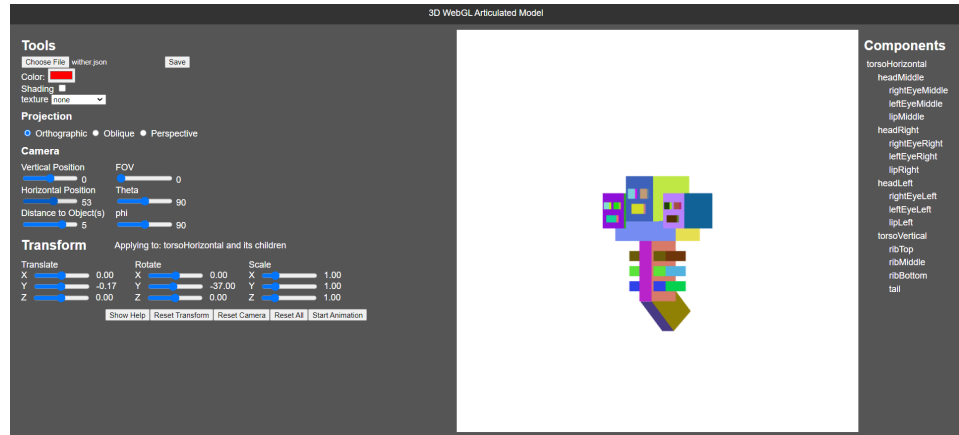 3D WebGL Articulated Model
Tools
Choose File wither.json Save
Color:
Shading
texture none
Projection
Orthographic Oblique Perspective
Camera
Vertical Position FOV
0 0
Horizontal Position Theta
53 90
Distance to Object(s) phi
5 90
Transform Applying to: torsoHorizontal and its children
Translate Rotate Scale
X 0.00 X 0.00 X 1.00
Y -0.17 Y -37.00 Y 1.00
Z 0.00 Z 0.00 Z 1.00
Show Help Reset Transform Reset Camera Reset All Start Animation
Components
torsoHorizontal
headMiddle
rightEyeMiddle
leftEyeMiddle
lipMiddle
headRight
rightEyeRight
leftEyeRight
lipRight
headLeft
rightEyeLeft
leftEyeLeft
lipLeft
torsoVertical
ribTop
ribMiddle
ribBottom
tail